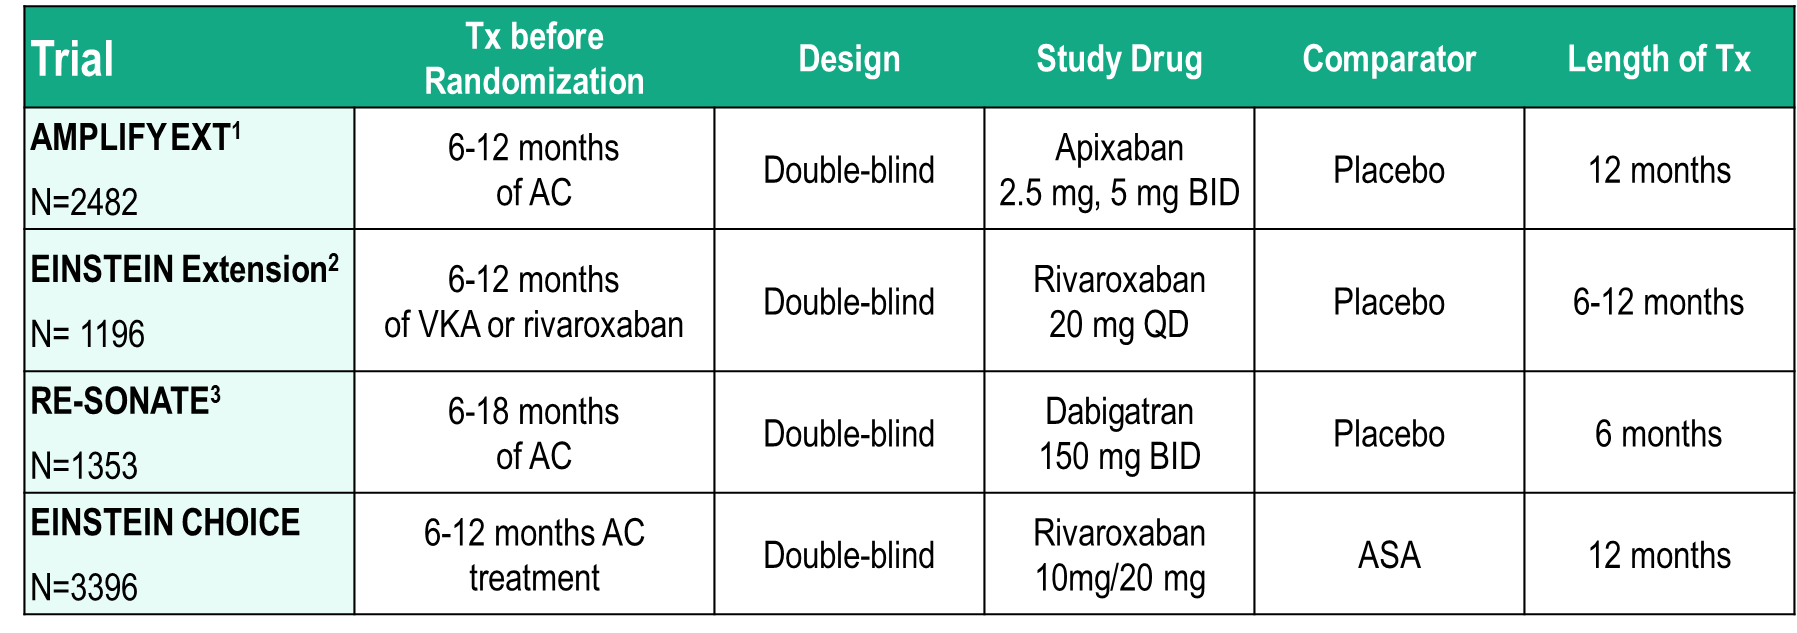 Trial
Tx before
Randomization
Design
Study Drug
Comparator
Length of Tx
AMPLIFY EXT¹
N=2482
6-12 months
of AC
Double-blind
Apixaban
2.5 mg, 5 mg BID
Placebo
12 months
EINSTEIN Extension²
N= 1196
6-12 months
of VKA or rivaroxaban
Double-blind
Rivaroxaban
20 mg QD
Placebo
6-12 months
RE-SONATE³
N=1353
6-18 months
of AC
Double-blind
Dabigatran
150 mg BID
Placebo
6 months
EINSTEIN CHOICE
N=3396
6-12 months AC
treatment
Double-blind
Rivaroxaban
10mg/20 mg
ASA
12 months